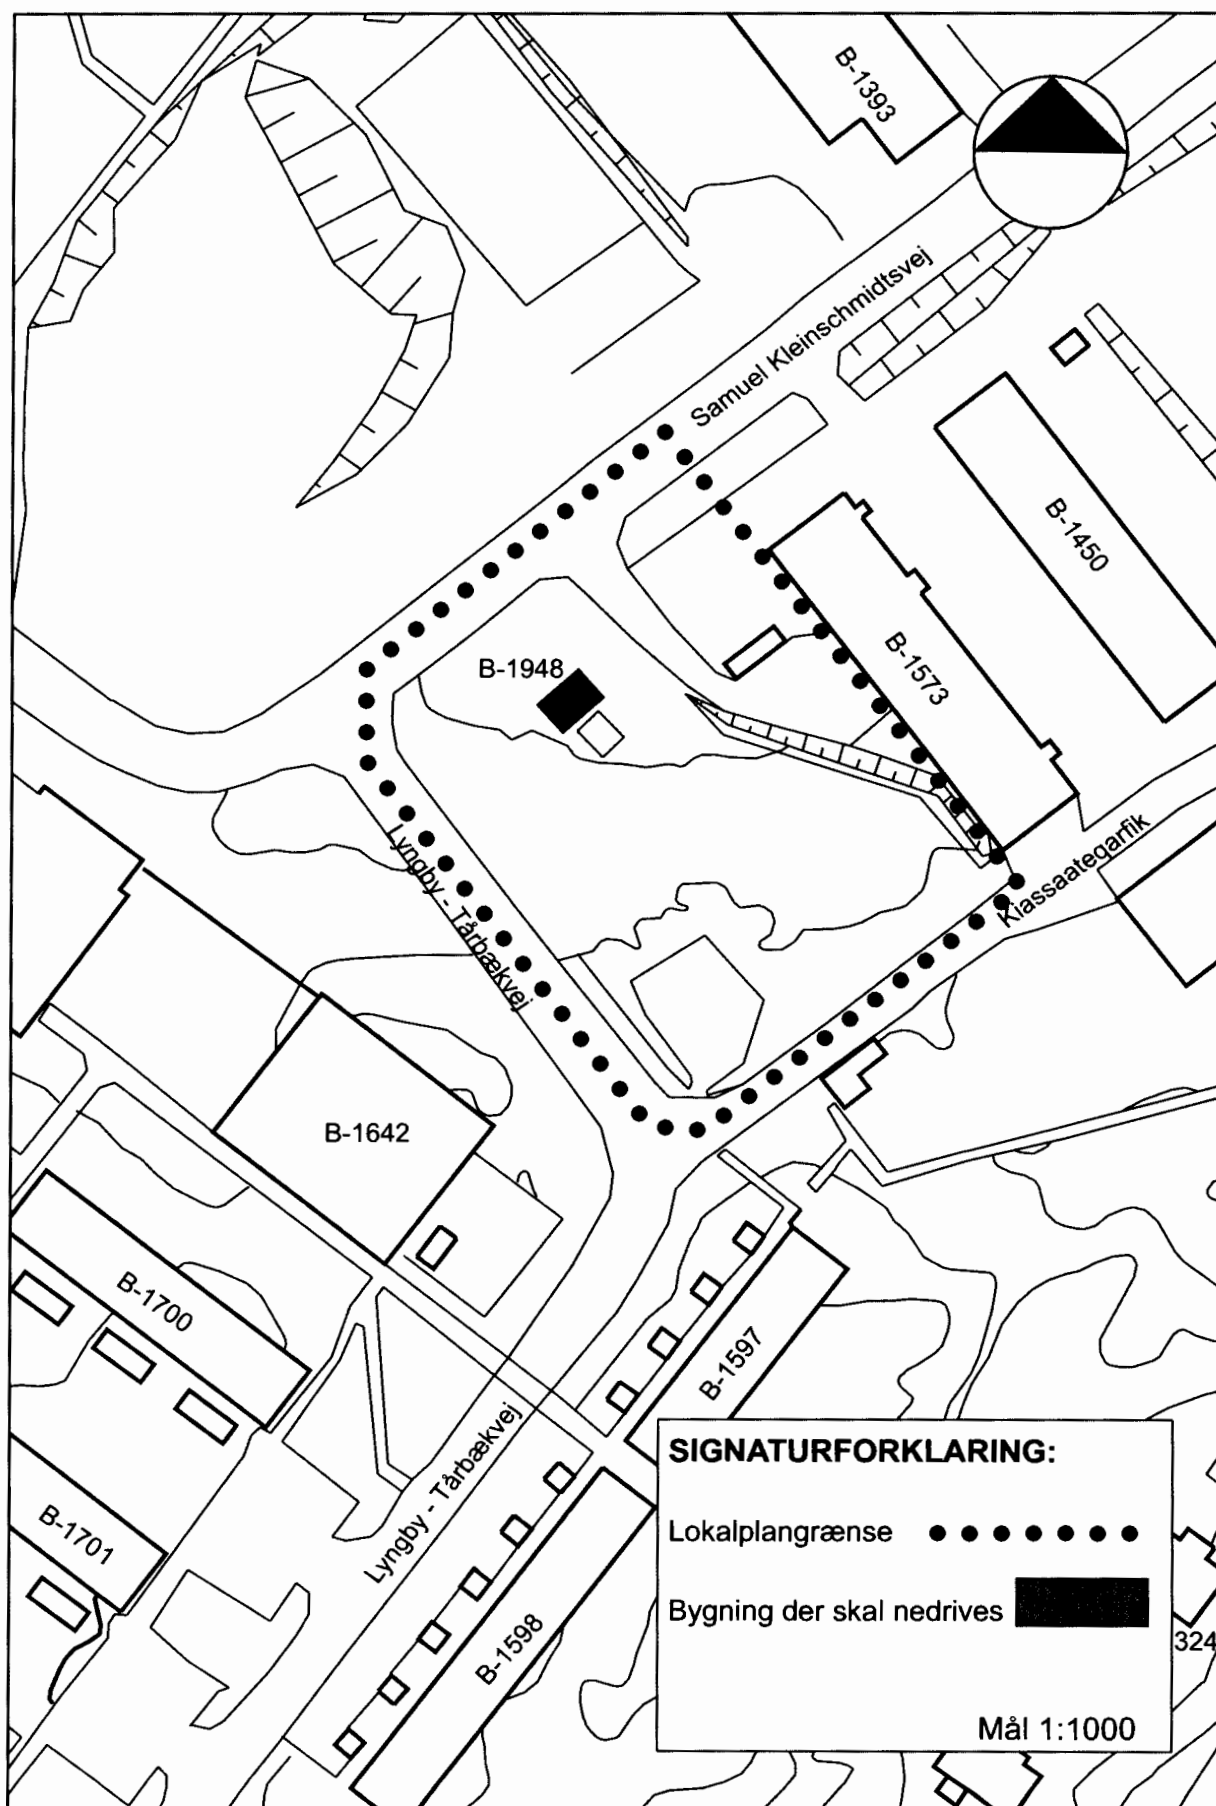 B-1393
Samuel Kleinschmidtsvej
B-1450
B-1573
B-1948
Lyngby - Tårbækvej
Kiassaateqarfik
B-1642
B-1700
B-1597
Lyngby - Tårbækvej
B-1701
B-1598
SIGNATURFORKLARING:
Lokalplangrænse
Bygning der skal nedrives
324
Mål 1:1000